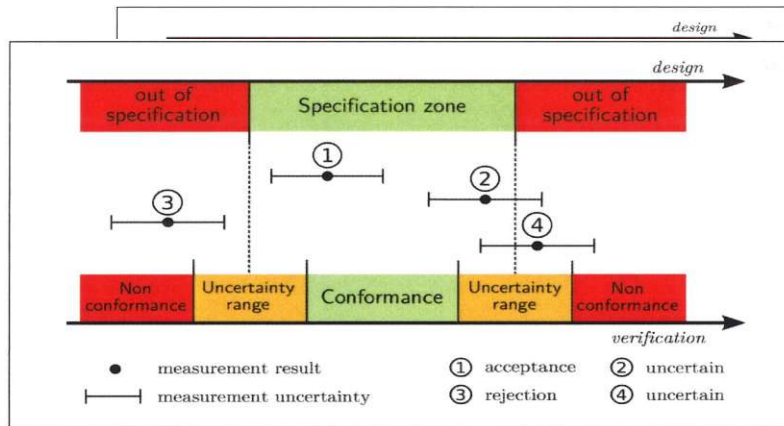 design
design
out of specification
Specification zone
out of specification
1
2
3
4
Non conformance
Uncertainty range
Conformance
Uncertainty range
Non conformance
verification
measurement result
1 acceptance
2 uncertain
measurement uncertainty
3 rejection
4 uncertain